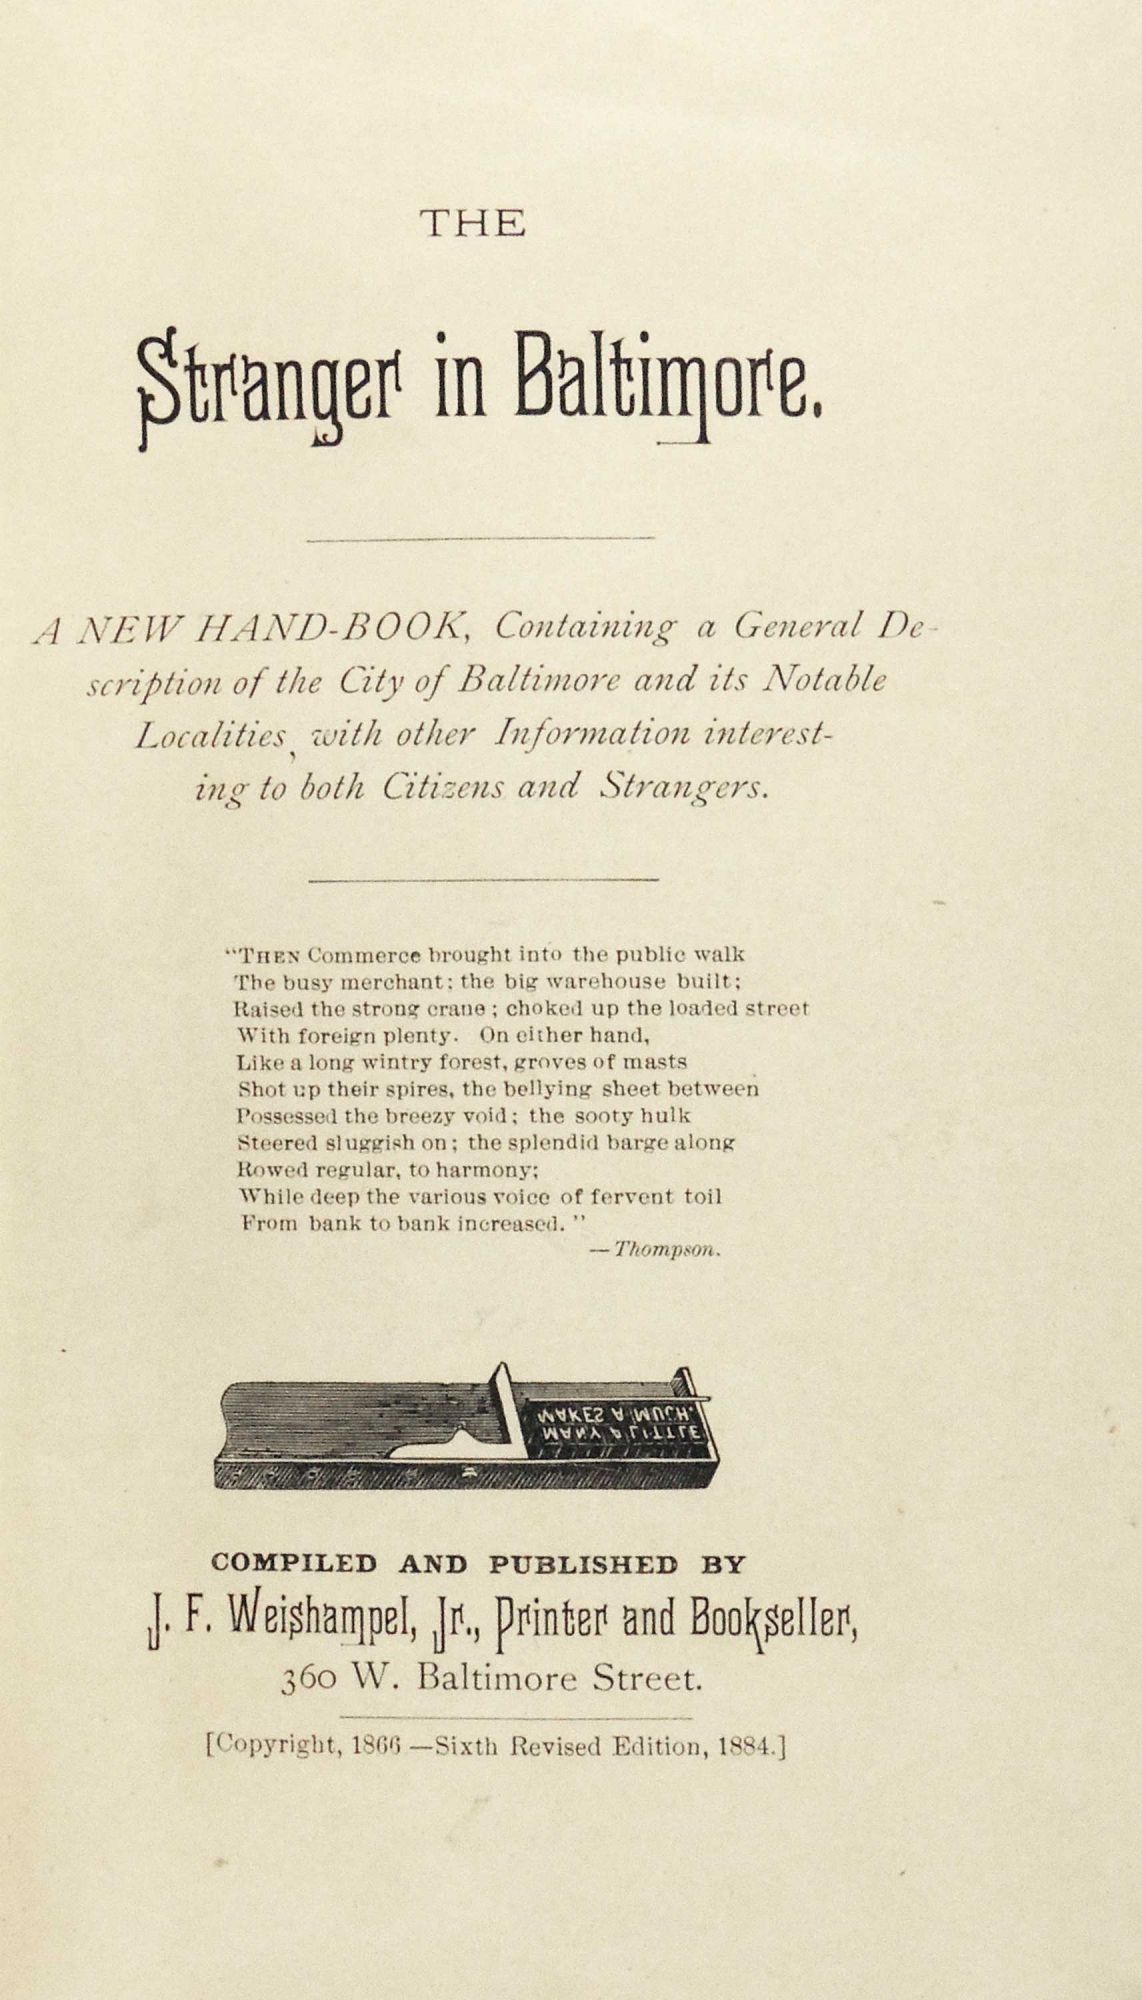 THE
Stranger in Baltimore.
A NEW HAND-BOOK, Containing a General De-
scription of the City of Baltimore and its Notable
Localities, with other Information interest-
ing to both Citizens and Strangers.
"THEN Commerce brought into the public walk
The busy merchant; the big warehouse built;
Raised the strong crane; choked up the loaded street
With foreign plenty. On either hand,
Like a long wintry forest, groves of masts
Shot up their spires, the bellying sheet between
Possessed the breezy void; the sooty hulk
Steered sluggish on; the splendid barge along
Rowed regular, to harmony;
While deep the various voice of fervent toil
From bank to bank increased."
—Thompson.
MAKES A MUCH.
MANY A LITTLE
COMPILED AND PUBLISHED BY
J. F. Weishampel, Jr., Printer and Bookseller,
360 W. Baltimore Street.
[Copyright, 1866—Sixth Revised Edition, 1884.]